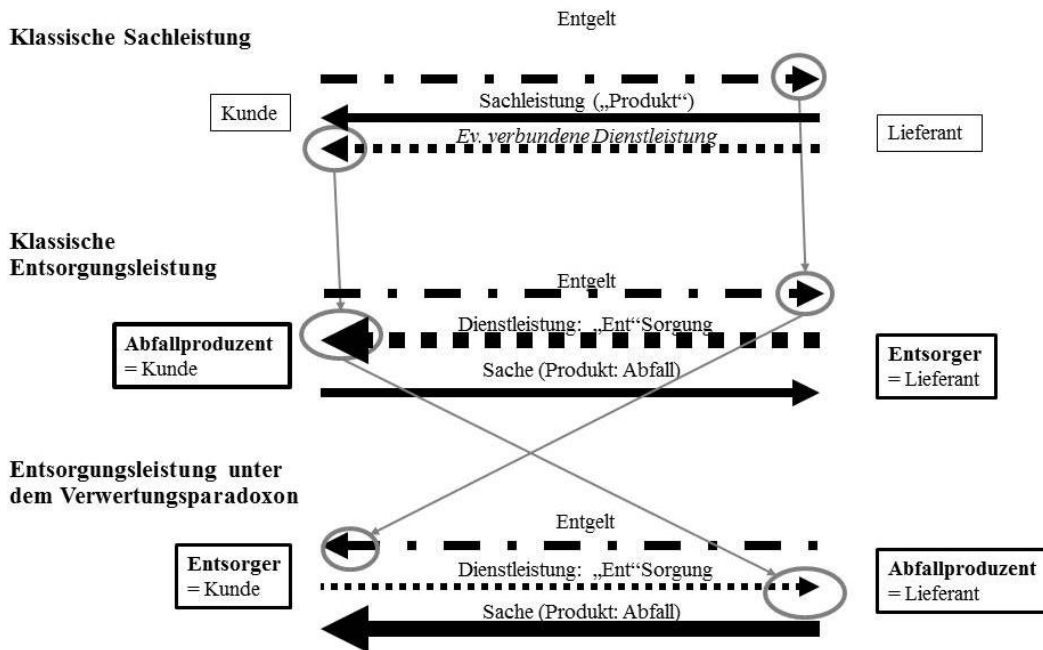 Klassische Sachleistung
Entgelt
Sachleistung („Produkt“)
Kunde
Ev. verbundene Dienstleistung
Lieferant
Klassische
Entsorgungsleistung
Entgelt
Dienstleistung: „Ent“Sorgung
Abfallproduzent
= Kunde
Sache (Produkt: Abfall)
Entsorger
= Lieferant
Entsorgungsleistung unter
dem Verwertungsparadoxon
Entgelt
Entsorger
= Kunde
Dienstleistung: „Ent“Sorgung
Sache (Produkt: Abfall)
Abfallproduzent
= Lieferant